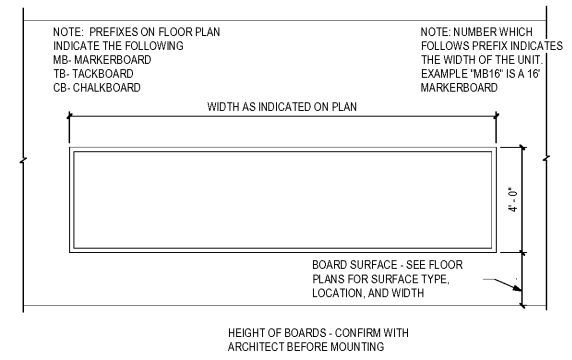 NOTE:  PREFIXES ON FLOOR PLAN
INDICATE THE FOLLOWING
MB- MARKERBOARD
TB- TACKBOARD
CB- CHALKBOARD
NOTE: NUMBER WHICH
FOLLOWS PREFIX INDICATES
THE WIDTH OF THE UNIT.
EXAMPLE "MB16" IS A 16'
MARKERBOARD
WIDTH AS INDICATED ON PLAN
4' - 0"
BOARD SURFACE - SEE FLOOR
PLANS FOR SURFACE TYPE,
LOCATION, AND WIDTH
HEIGHT OF BOARDS - CONFIRM WITH
ARCHITECT BEFORE MOUNTING